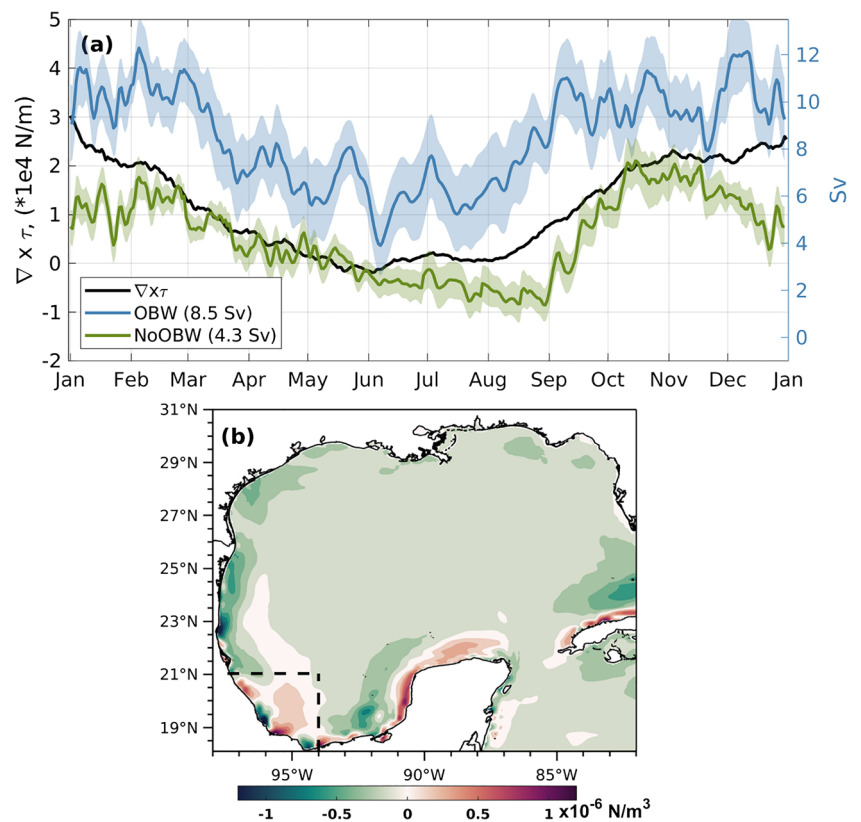 (a)
5
4
3
2
1
0
-1
-2
∇ x τ, (*1e4 N/m)
12
10
8
6
4
2
0
Sv
∇xτ
OBW (8.5 Sv)
NoOBW (4.3 Sv)
Jan Feb Mar Apr May Jun Jul Aug Sep Oct Nov Dec Jan
(b)
31°N
29°N
27°N
25°N
23°N
21°N
19°N
95°W 90°W 85°W
-1 -0.5 0 0.5 1 x10⁻⁶ N/m³